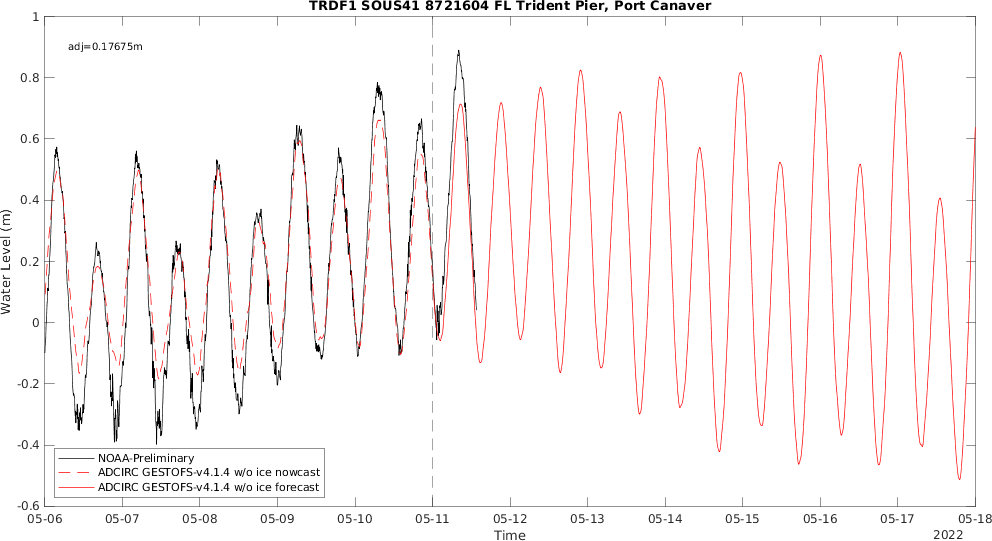 TRDF1 SOUS41 8721604 FL Trident Pier, Port Canaver
adj=0.17675m
1
0.8
0.6
0.4
0.2
0
-0.2
-0.4
-0.6
Water Level (m)
NOAA-Preliminary
ADCIRC GESTOFS-v4.1.4 w/o ice nowcast
ADCIRC GESTOFS-v4.1.4 w/o ice forecast
05-06 05-07 05-08 05-09 05-10 05-11 05-12 05-13 05-14 05-15 05-16 05-17 05-18
Time
2022